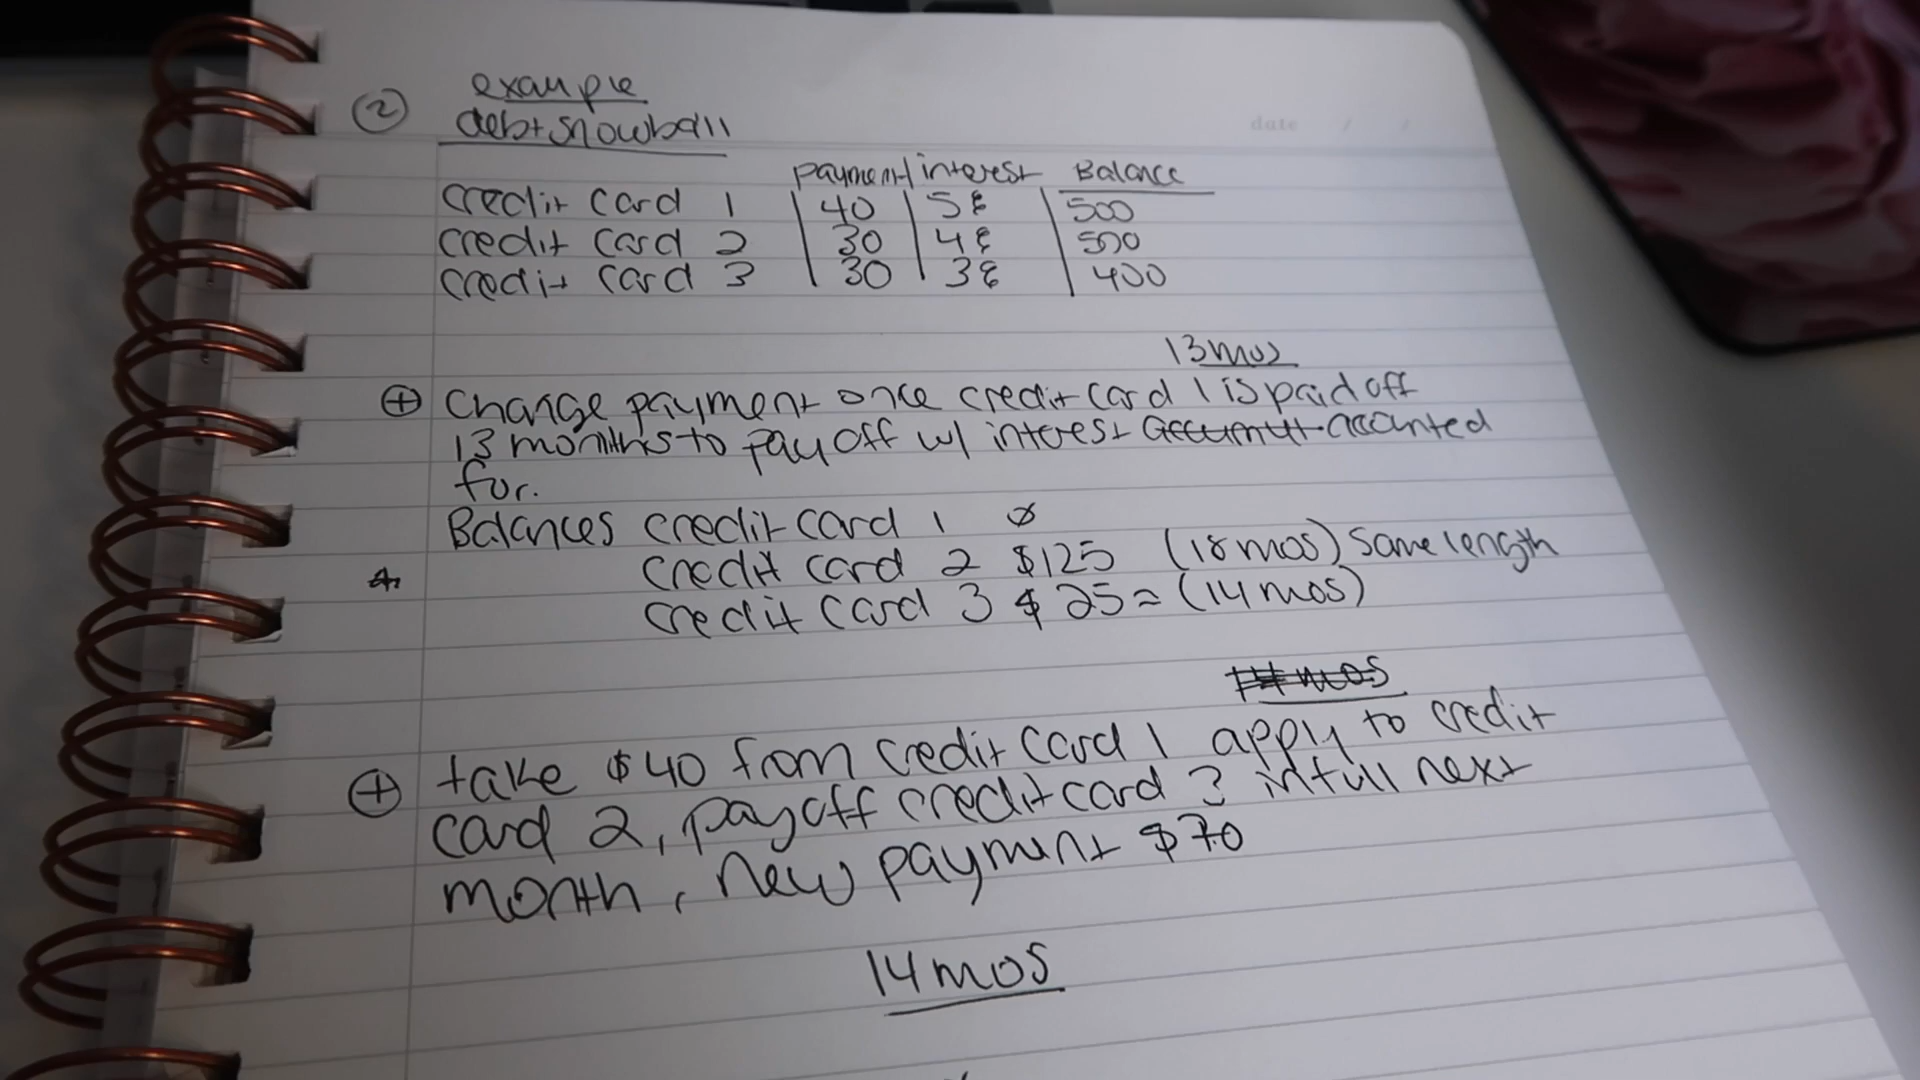 example
② debt snowball
date / /
payment interest Balance
credit card 1 40 5% 500
credit card 2 30 4% 500
credit card 3 30 3% 400
13 mos
⊕ Change payment once credit card 1 is paid off
13 months to pay off w/ interest accounted
for.
Balances credit card 1 Ø
credit card 2 $125 (18 mos) same length
credit card 3 $25 = (14 mos)
14 mos
⊕ take $40 from credit card 1 apply to credit
card 2, payoff credit card 3 in full next
month, new payment $70
14 mos